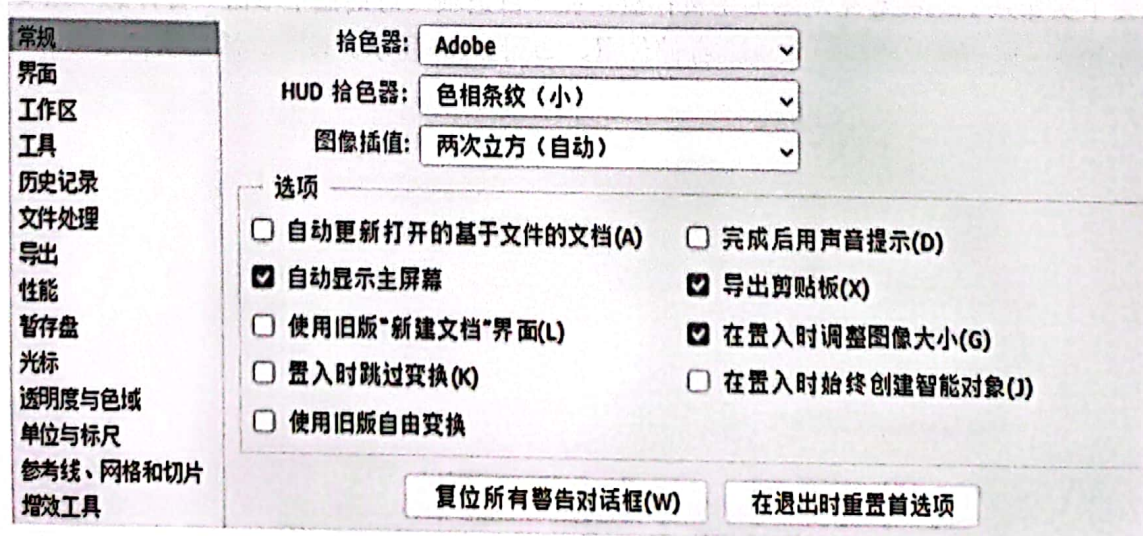 常规
界面
工作区
工具
历史记录
文件处理
导出
性能
暂存盘
光标
透明度与色域
单位与标尺
参考线、网格和切片
增效工具
拾色器: Adobe
HUD 拾色器: 色相条纹（小）
图像插值: 两次立方（自动）
选项
自动更新打开的基于文件的文档(A)
自动显示主屏幕
使用旧版“新建文档”界面(L)
置入时跳过变换(K)
使用旧版自由变换
完成后用声音提示(D)
导出剪贴板(X)
在置入时调整图像大小(G)
在置入时始终创建智能对象(J)
复位所有警告对话框(W)
在退出时重置首选项